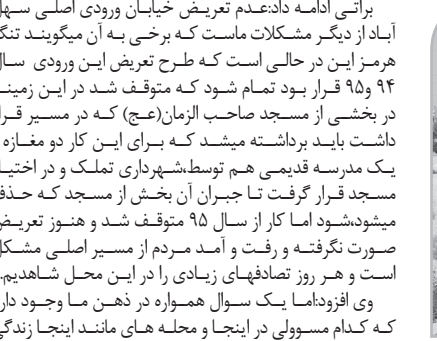 براتی ادامه داد:عدم تعریض خیابان ورودی اصلی سهل
آباد از دیگر مشکلات ماست که برخی به آن میگویند تنگه
هرمز این در حالی است که طرح تعریض این ورودی سال
۹۴ و۹۵ قرار بود تمام شود که متوقف شد در این زمینه
در بخشی از مسجد صاحب الزمان(عج) که در مسیر قرار
داشت باید برداشته میشد که برای این کار دو مغازه و
یک مدرسه قدیمی هم توسط،شهرداری تملک و در اختیار
مسجد قرار گرفت تا جبران آن بخش از مسجد که حذف
میشود،شود اما کار از سال ۹۵ متوقف شد و هنوز تعریض
صورت نگرفته و رفت و آمد مردم از مسیر اصلی مشکل
است و هر روز تصادفهای زیادی را در این محل شاهدیم.
وی افزود:اما یک سوال همواره در ذهن ما وجود دارد
که کدام مسوولی در اینجا و محله های مانند اینجا زندگی